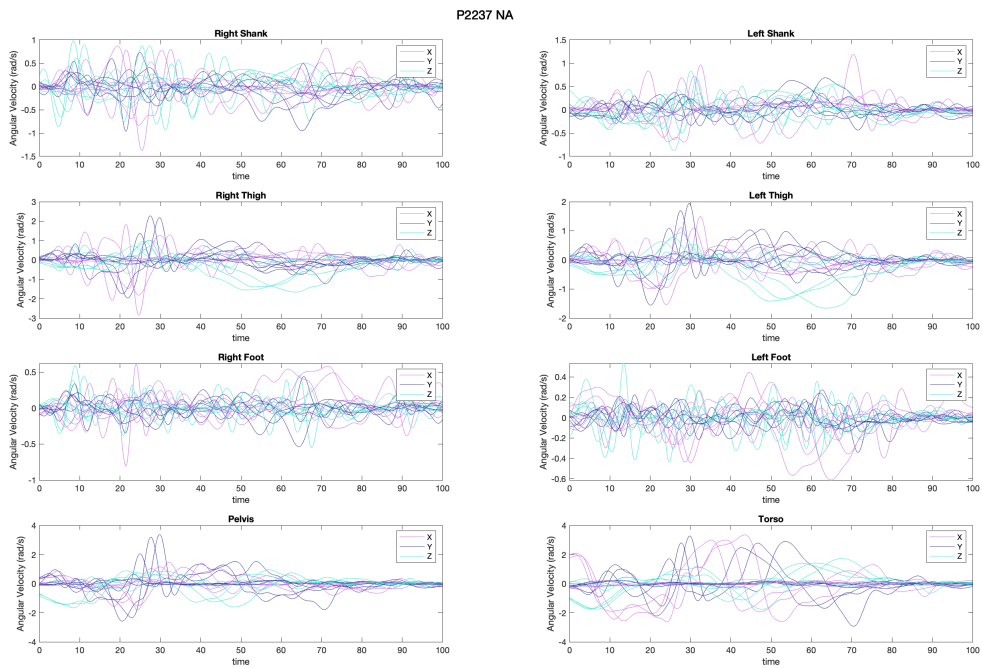 P2237 NA
Right Shank
Angular Velocity (rad/s)
1
0.5
0
-0.5
-1
-1.5
X
Y
Z
0 10 20 30 40 50 60 70 80 90 100
time
Left Shank
Angular Velocity (rad/s)
1.5
1
0.5
0
-0.5
-1
X
Y
Z
0 10 20 30 40 50 60 70 80 90 100
time
Right Thigh
Angular Velocity (rad/s)
3
2
1
0
-1
-2
-3
X
Y
Z
0 10 20 30 40 50 60 70 80 90 100
time
Left Thigh
Angular Velocity (rad/s)
2
1
0
-1
-2
X
Y
Z
0 10 20 30 40 50 60 70 80 90 100
time
Right Foot
Angular Velocity (rad/s)
0.5
0
-0.5
-1
X
Y
Z
0 10 20 30 40 50 60 70 80 90 100
time
Left Foot
Angular Velocity (rad/s)
0.4
0.2
0
-0.2
-0.4
-0.6
X
Y
Z
0 10 20 30 40 50 60 70 80 90 100
time
Pelvis
Angular Velocity (rad/s)
4
2
0
-2
-4
X
Y
Z
0 10 20 30 40 50 60 70 80 90 100
time
Torso
Angular Velocity (rad/s)
4
2
0
-2
-4
X
Y
Z
0 10 20 30 40 50 60 70 80 90 100
time